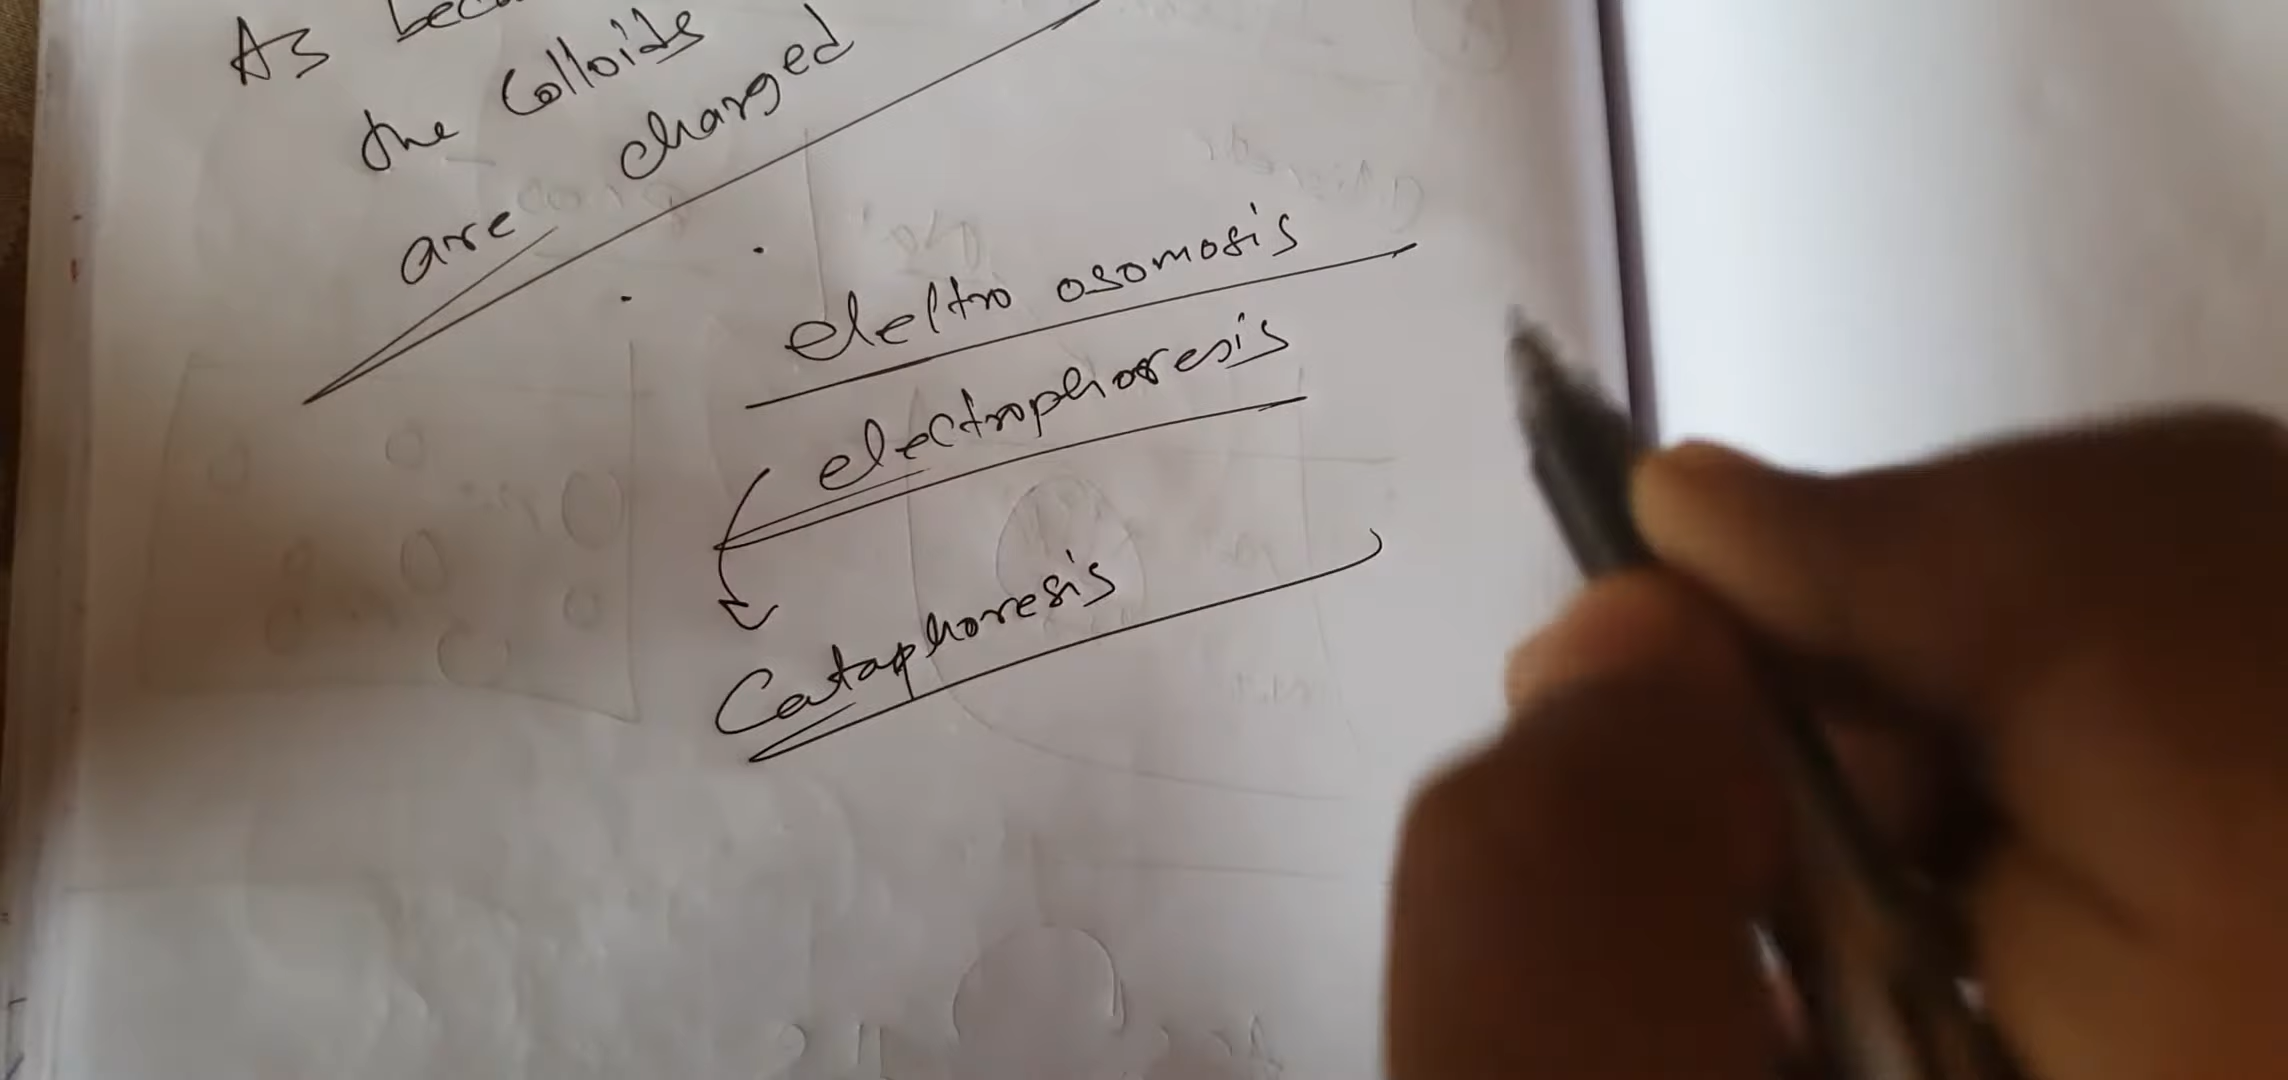 As
the Colloids
are charged
eleltro osomosis
electrophoresis
Cataphoresis